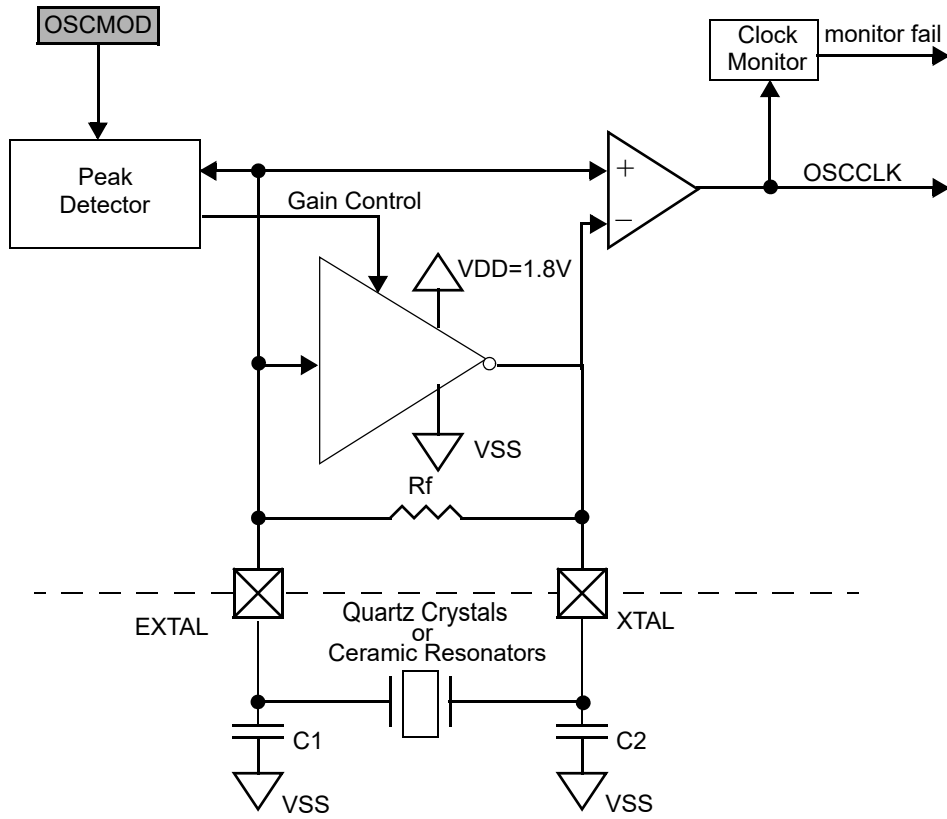 OSCMOD
Clock
Monitor
monitor fail
Peak
Detector
+
OSCCLK
Gain Control
−
VDD=1.8V
VSS
Rf
EXTAL
Quartz Crystals
or
Ceramic Resonators
XTAL
C1
C2
VSS
VSS